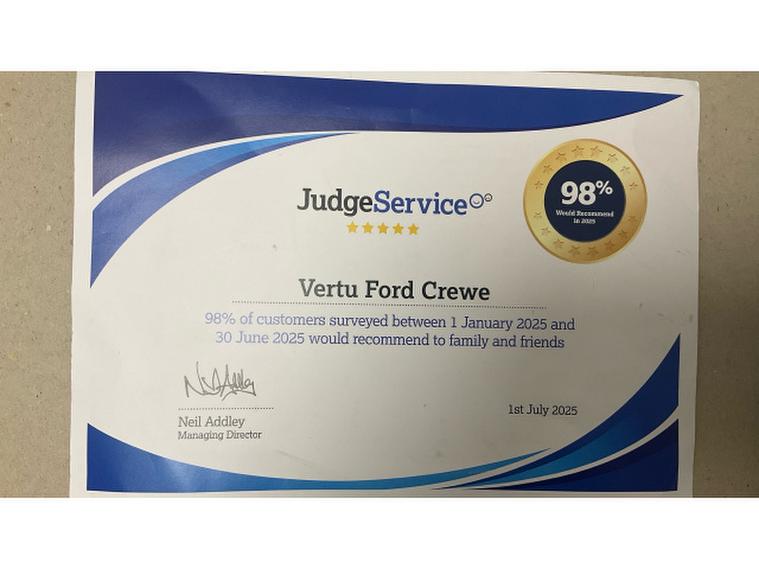 JudgeService
98%
Would Recommend
in 2025
Vertu Ford Crewe
98% of customers surveyed between 1 January 2025 and
30 June 2025 would recommend to family and friends
Neil Addley
Managing Director
1st July 2025